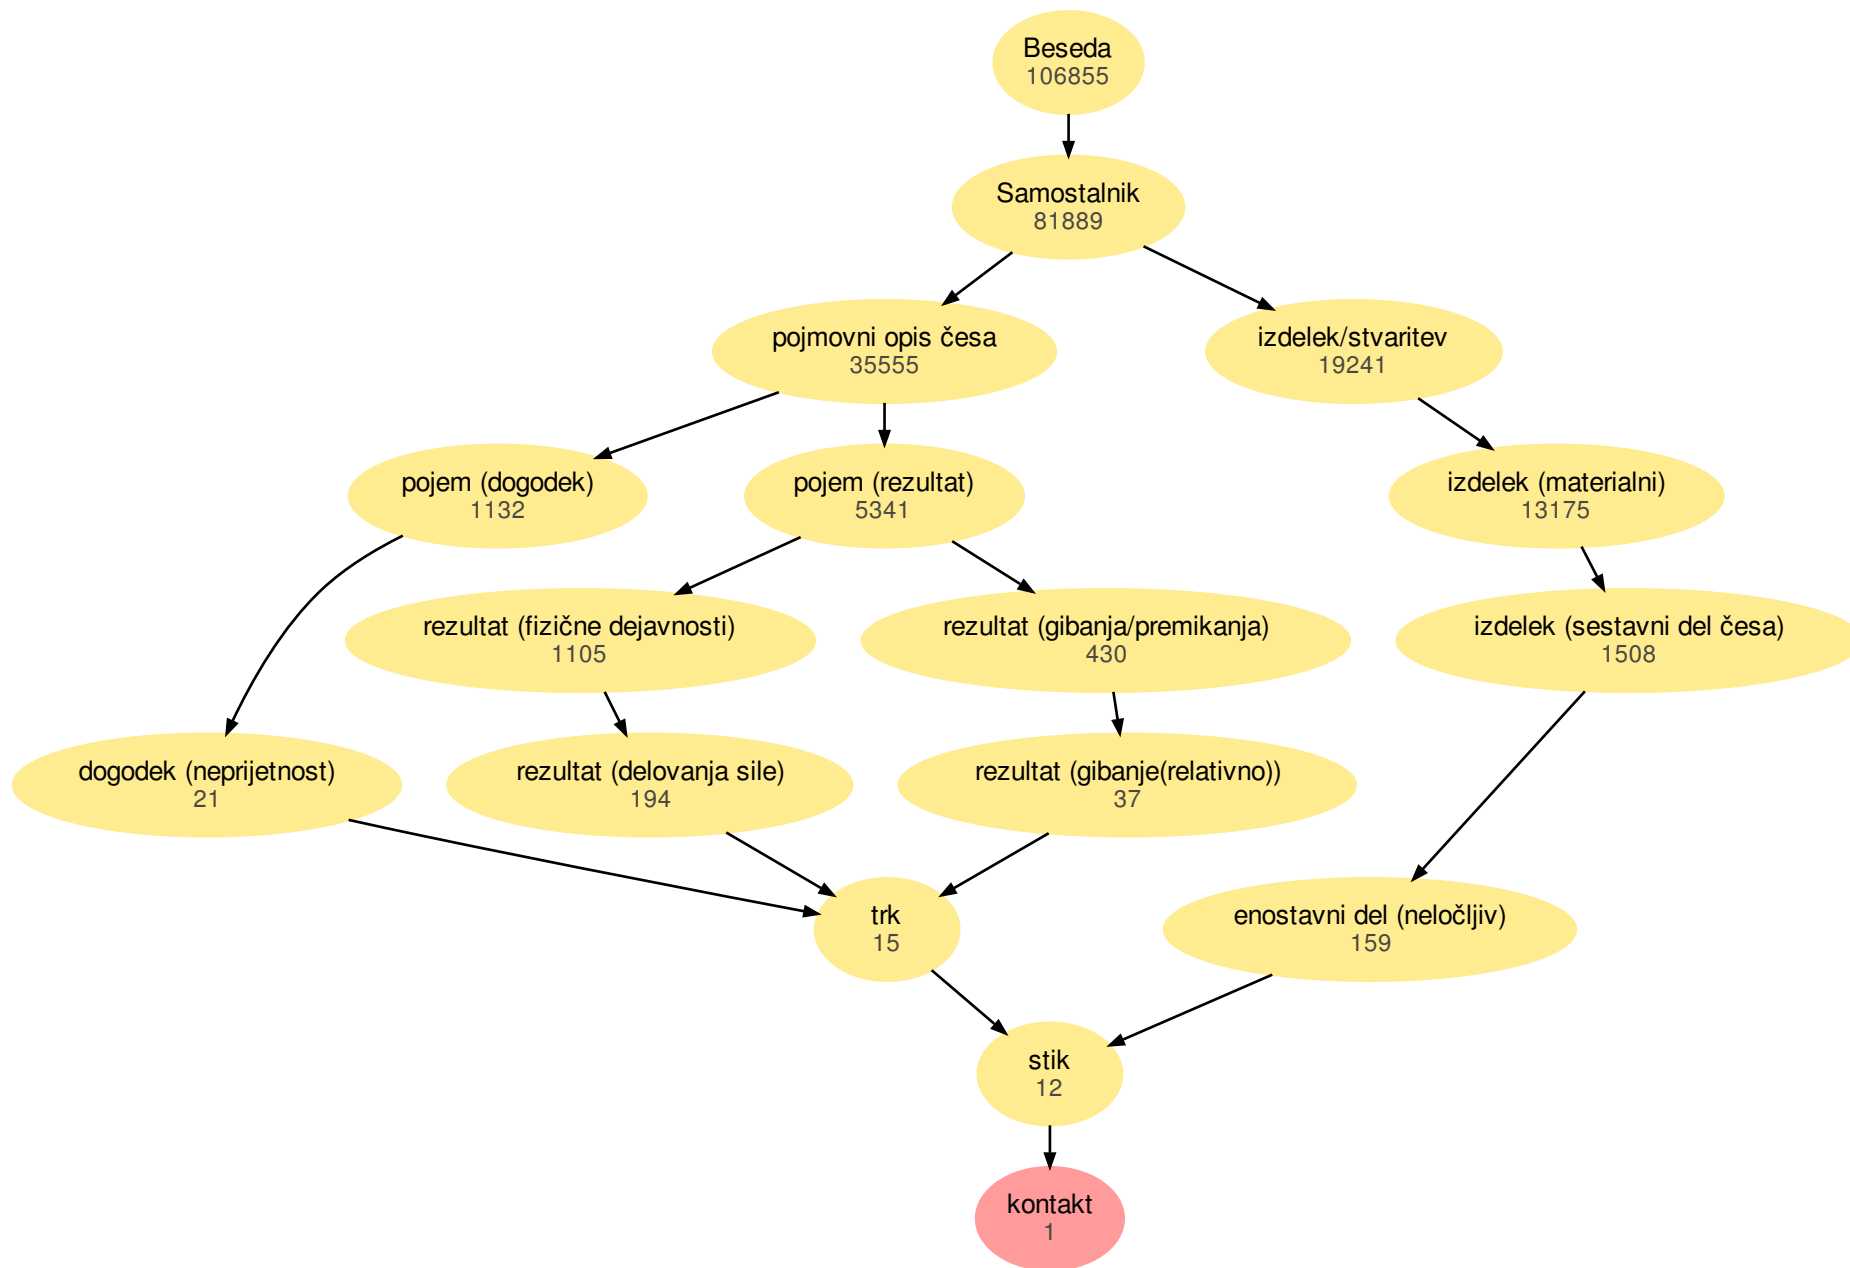 Beseda
106855
Samostalnik
81889
pojmovni opis česa
35555
izdelek/stvaritev
19241
pojem (dogodek)
1132
pojem (rezultat)
5341
izdelek (materialni)
13175
rezultat (fizične dejavnosti)
1105
rezultat (gibanja/premikanja)
430
izdelek (sestavni del česa)
1508
dogodek (neprijetnost)
21
rezultat (delovanja sile)
194
rezultat (gibanje(relativno))
37
trk
15
enostavni del (neločljiv)
159
stik
12
kontakt
1